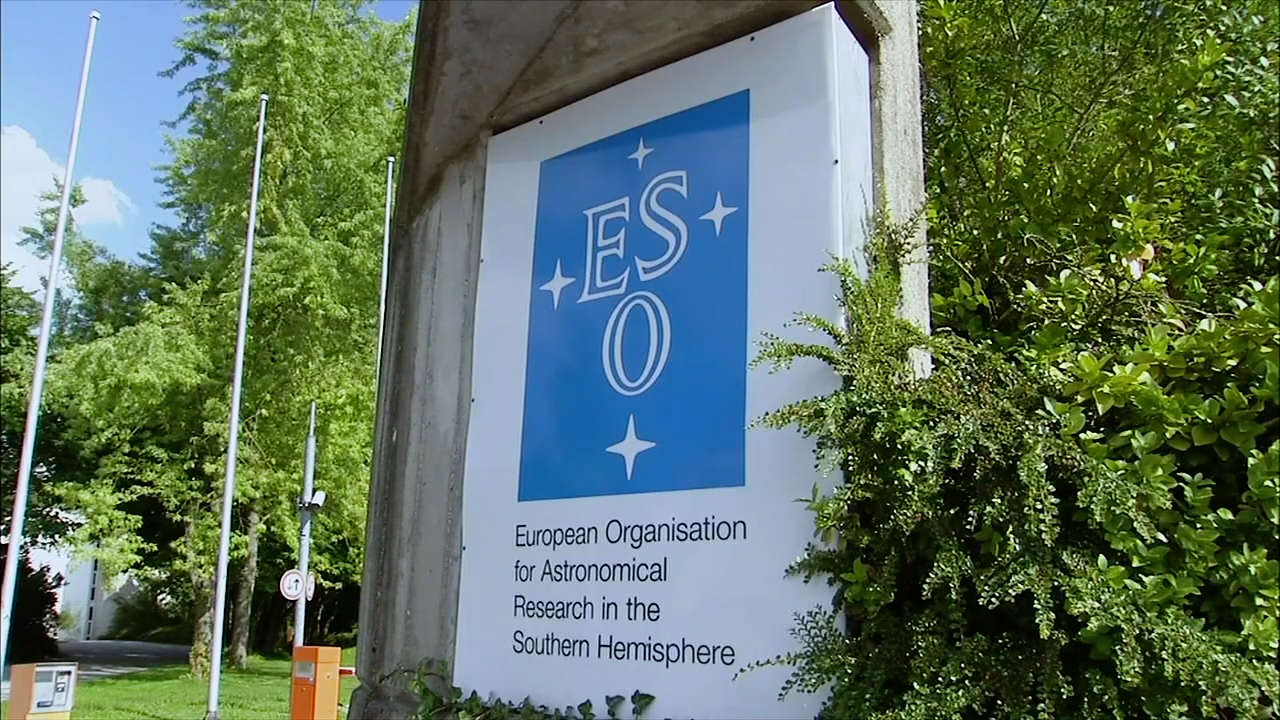 ES
O
European Organisation
for Astronomical
Research in the
Southern Hemisphere